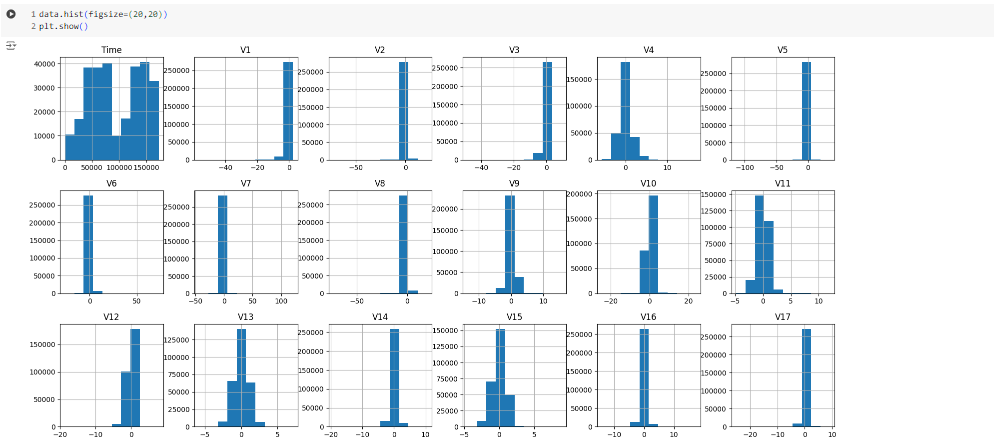 1 data.hist(figsize=(20,20))
2 plt.show()
Time V1 V2 V3 V4 V5
40000 30000 20000 10000 0
0 50000 100000 150000
250000 200000 150000 100000 50000 0
−40 −20 0
250000 200000 150000 100000 50000 0
−50 0
250000 200000 150000 100000 50000 0
−40 −20 0
150000 100000 50000 0
0 10
250000 200000 150000 100000 50000 0
−100 −50 0
V6 V7 V8 V9 V10 V11
250000 200000 150000 100000 50000 0
0 50
250000 200000 150000 100000 50000 0
−50 0 50 100
250000 200000 150000 100000 50000 0
−50 0
200000 150000 100000 50000 0
−10 0 10
200000 150000 100000 50000 0
−20 0 20
150000 125000 100000 75000 50000 25000 0
−5 0 5 10
V12 V13 V14 V15 V16 V17
150000 100000 50000 0
−20 −10 0
125000 100000 75000 50000 25000 0
−5 0 5
250000 200000 150000 100000 50000 0
−20 −10 0 10
150000 125000 100000 75000 50000 25000 0
−5 0 5
250000 200000 150000 100000 50000 0
−10 0 10
250000 200000 150000 100000 50000 0
−20 −10 0 10